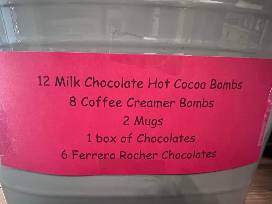 12 Milk Chocolate Hot Cocoa Bombs
8 Coffee Creamer Bombs
2 Mugs
1 box of Chocolates
6 Ferrero Rocher Chocolates